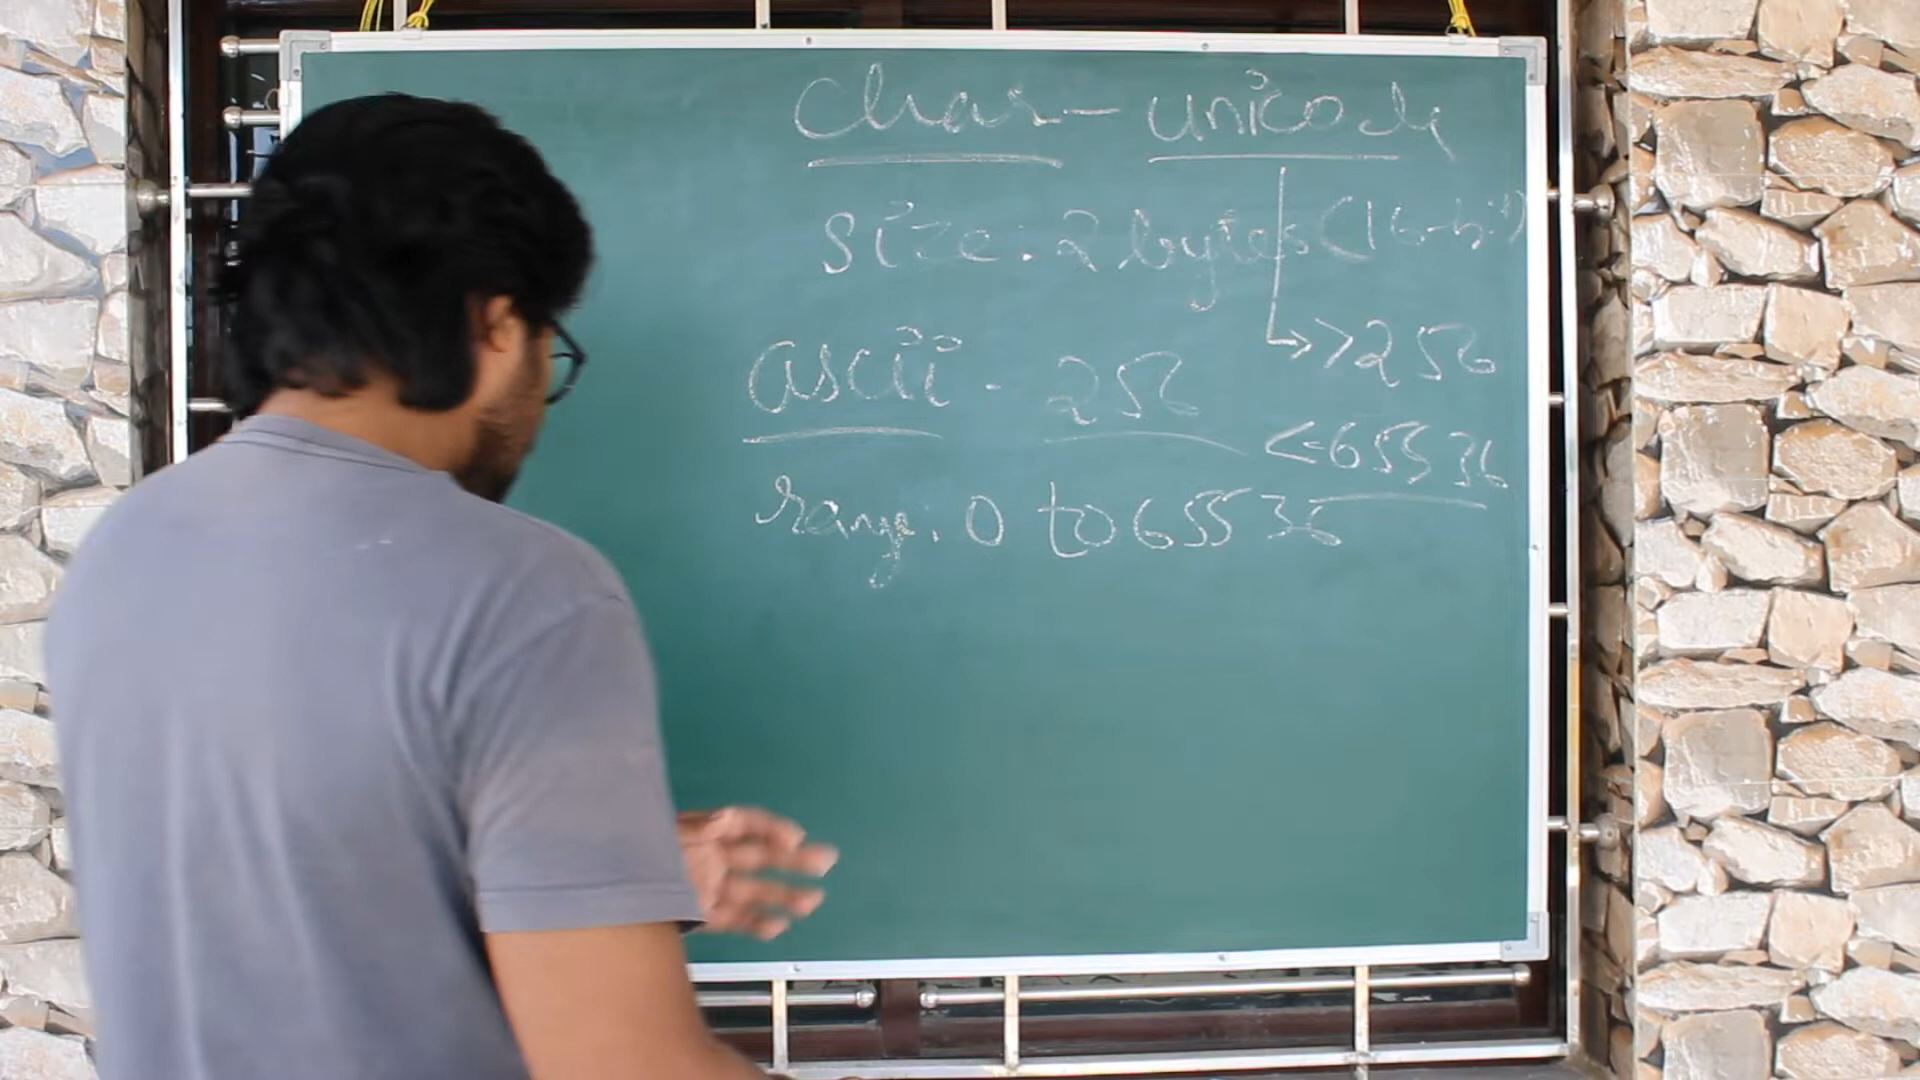 char - unicode
size: 2 bytes (16-bit)
>256
ascii - 256
<=65536
range: 0 to 65536